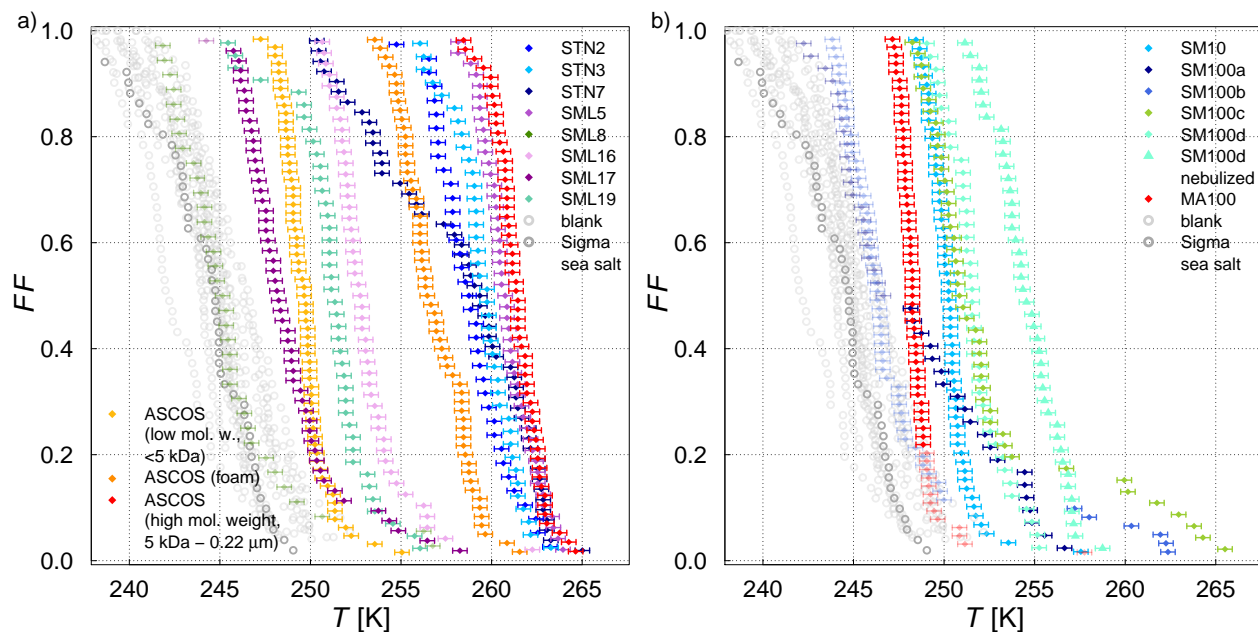 a)
FF
1.0
0.8
0.6
0.4
0.2
0.0
STN2
STN3
STN7
SML5
SML8
SML16
SML17
SML19
blank
Sigma
sea salt
ASCOS
(low mol. w.,
<5 kDa)
ASCOS (foam)
ASCOS
(high mol. weight,
5 kDa – 0.22 μm)
240 245 250 255 260 265
T [K]
b)
FF
1.0
0.8
0.6
0.4
0.2
0.0
SM10
SM100a
SM100b
SM100c
SM100d
SM100d
nebulized
MA100
blank
Sigma
sea salt
240 245 250 255 260 265
T [K]